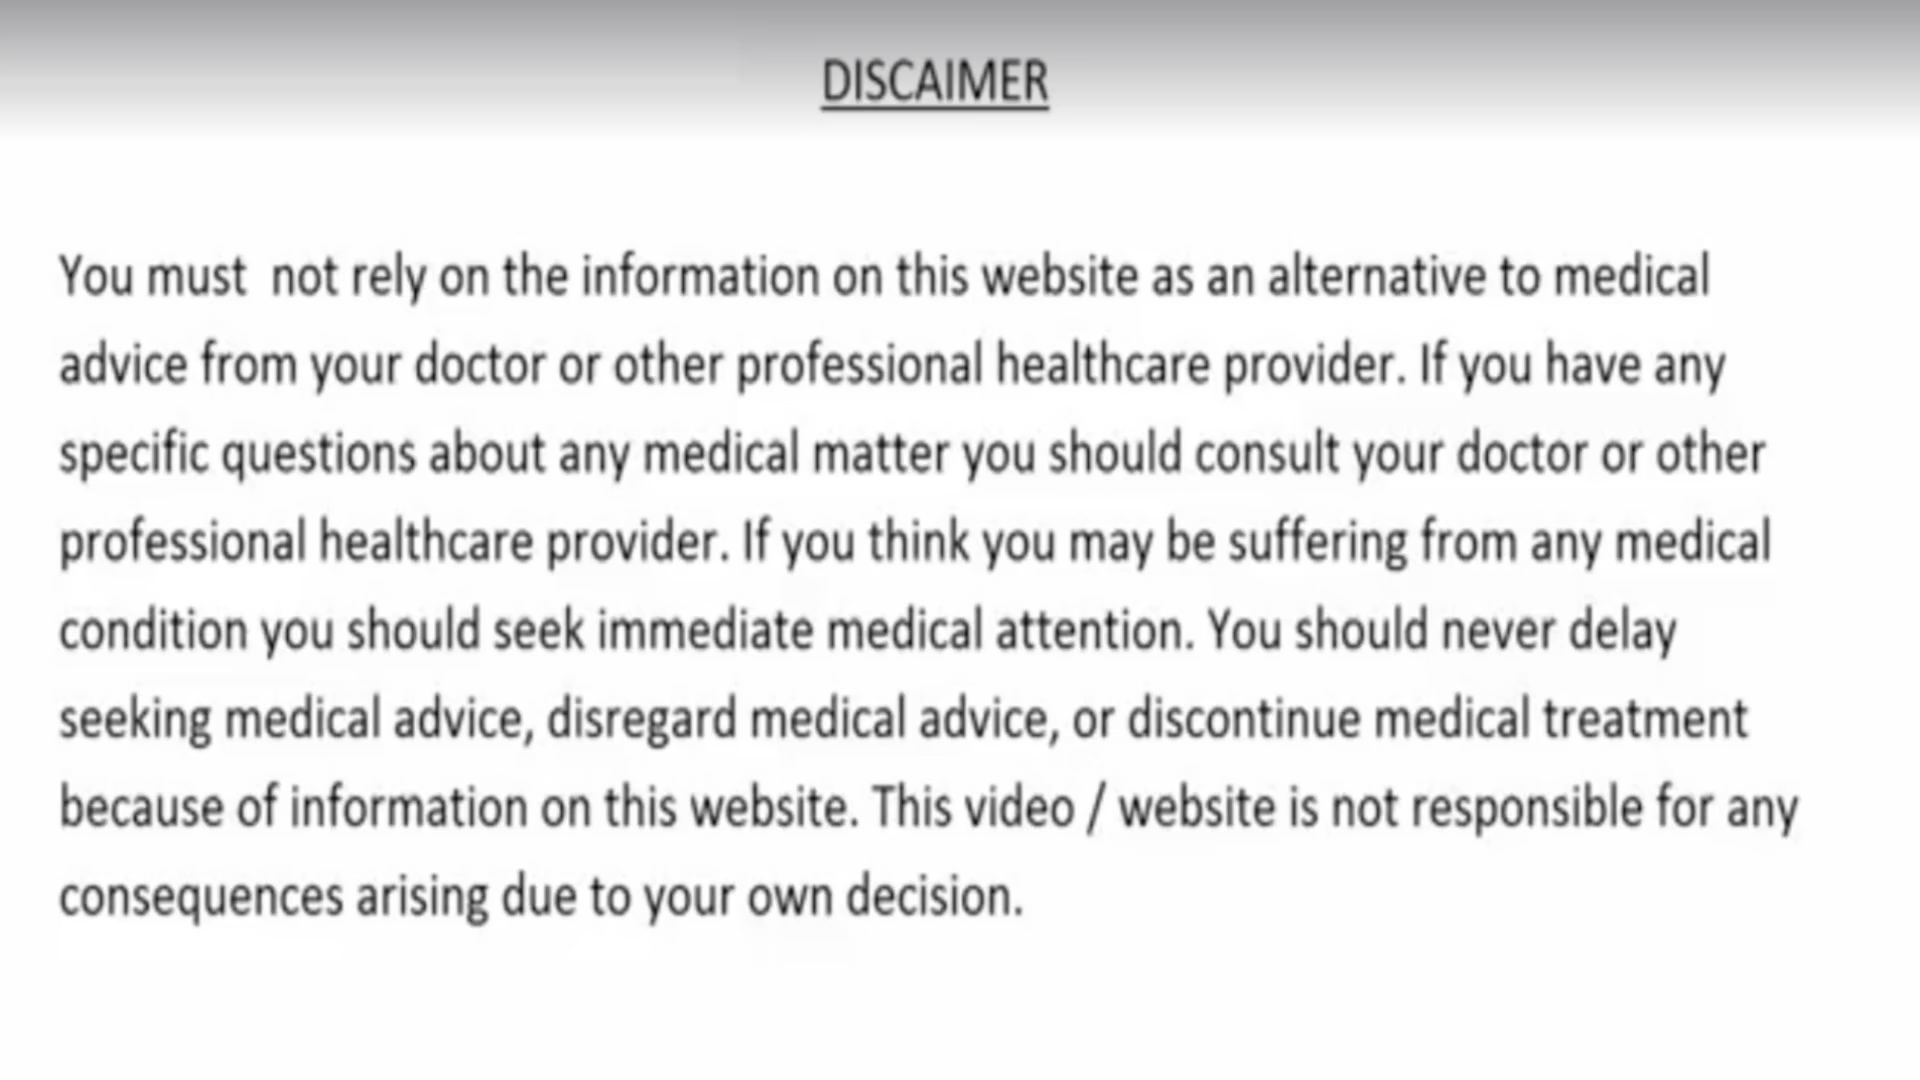 DISCAIMER
You must  not rely on the information on this website as an alternative to medical
advice from your doctor or other professional healthcare provider. If you have any
specific questions about any medical matter you should consult your doctor or other
professional healthcare provider. If you think you may be suffering from any medical
condition you should seek immediate medical attention. You should never delay
seeking medical advice, disregard medical advice, or discontinue medical treatment
because of information on this website. This video / website is not responsible for any
consequences arising due to your own decision.